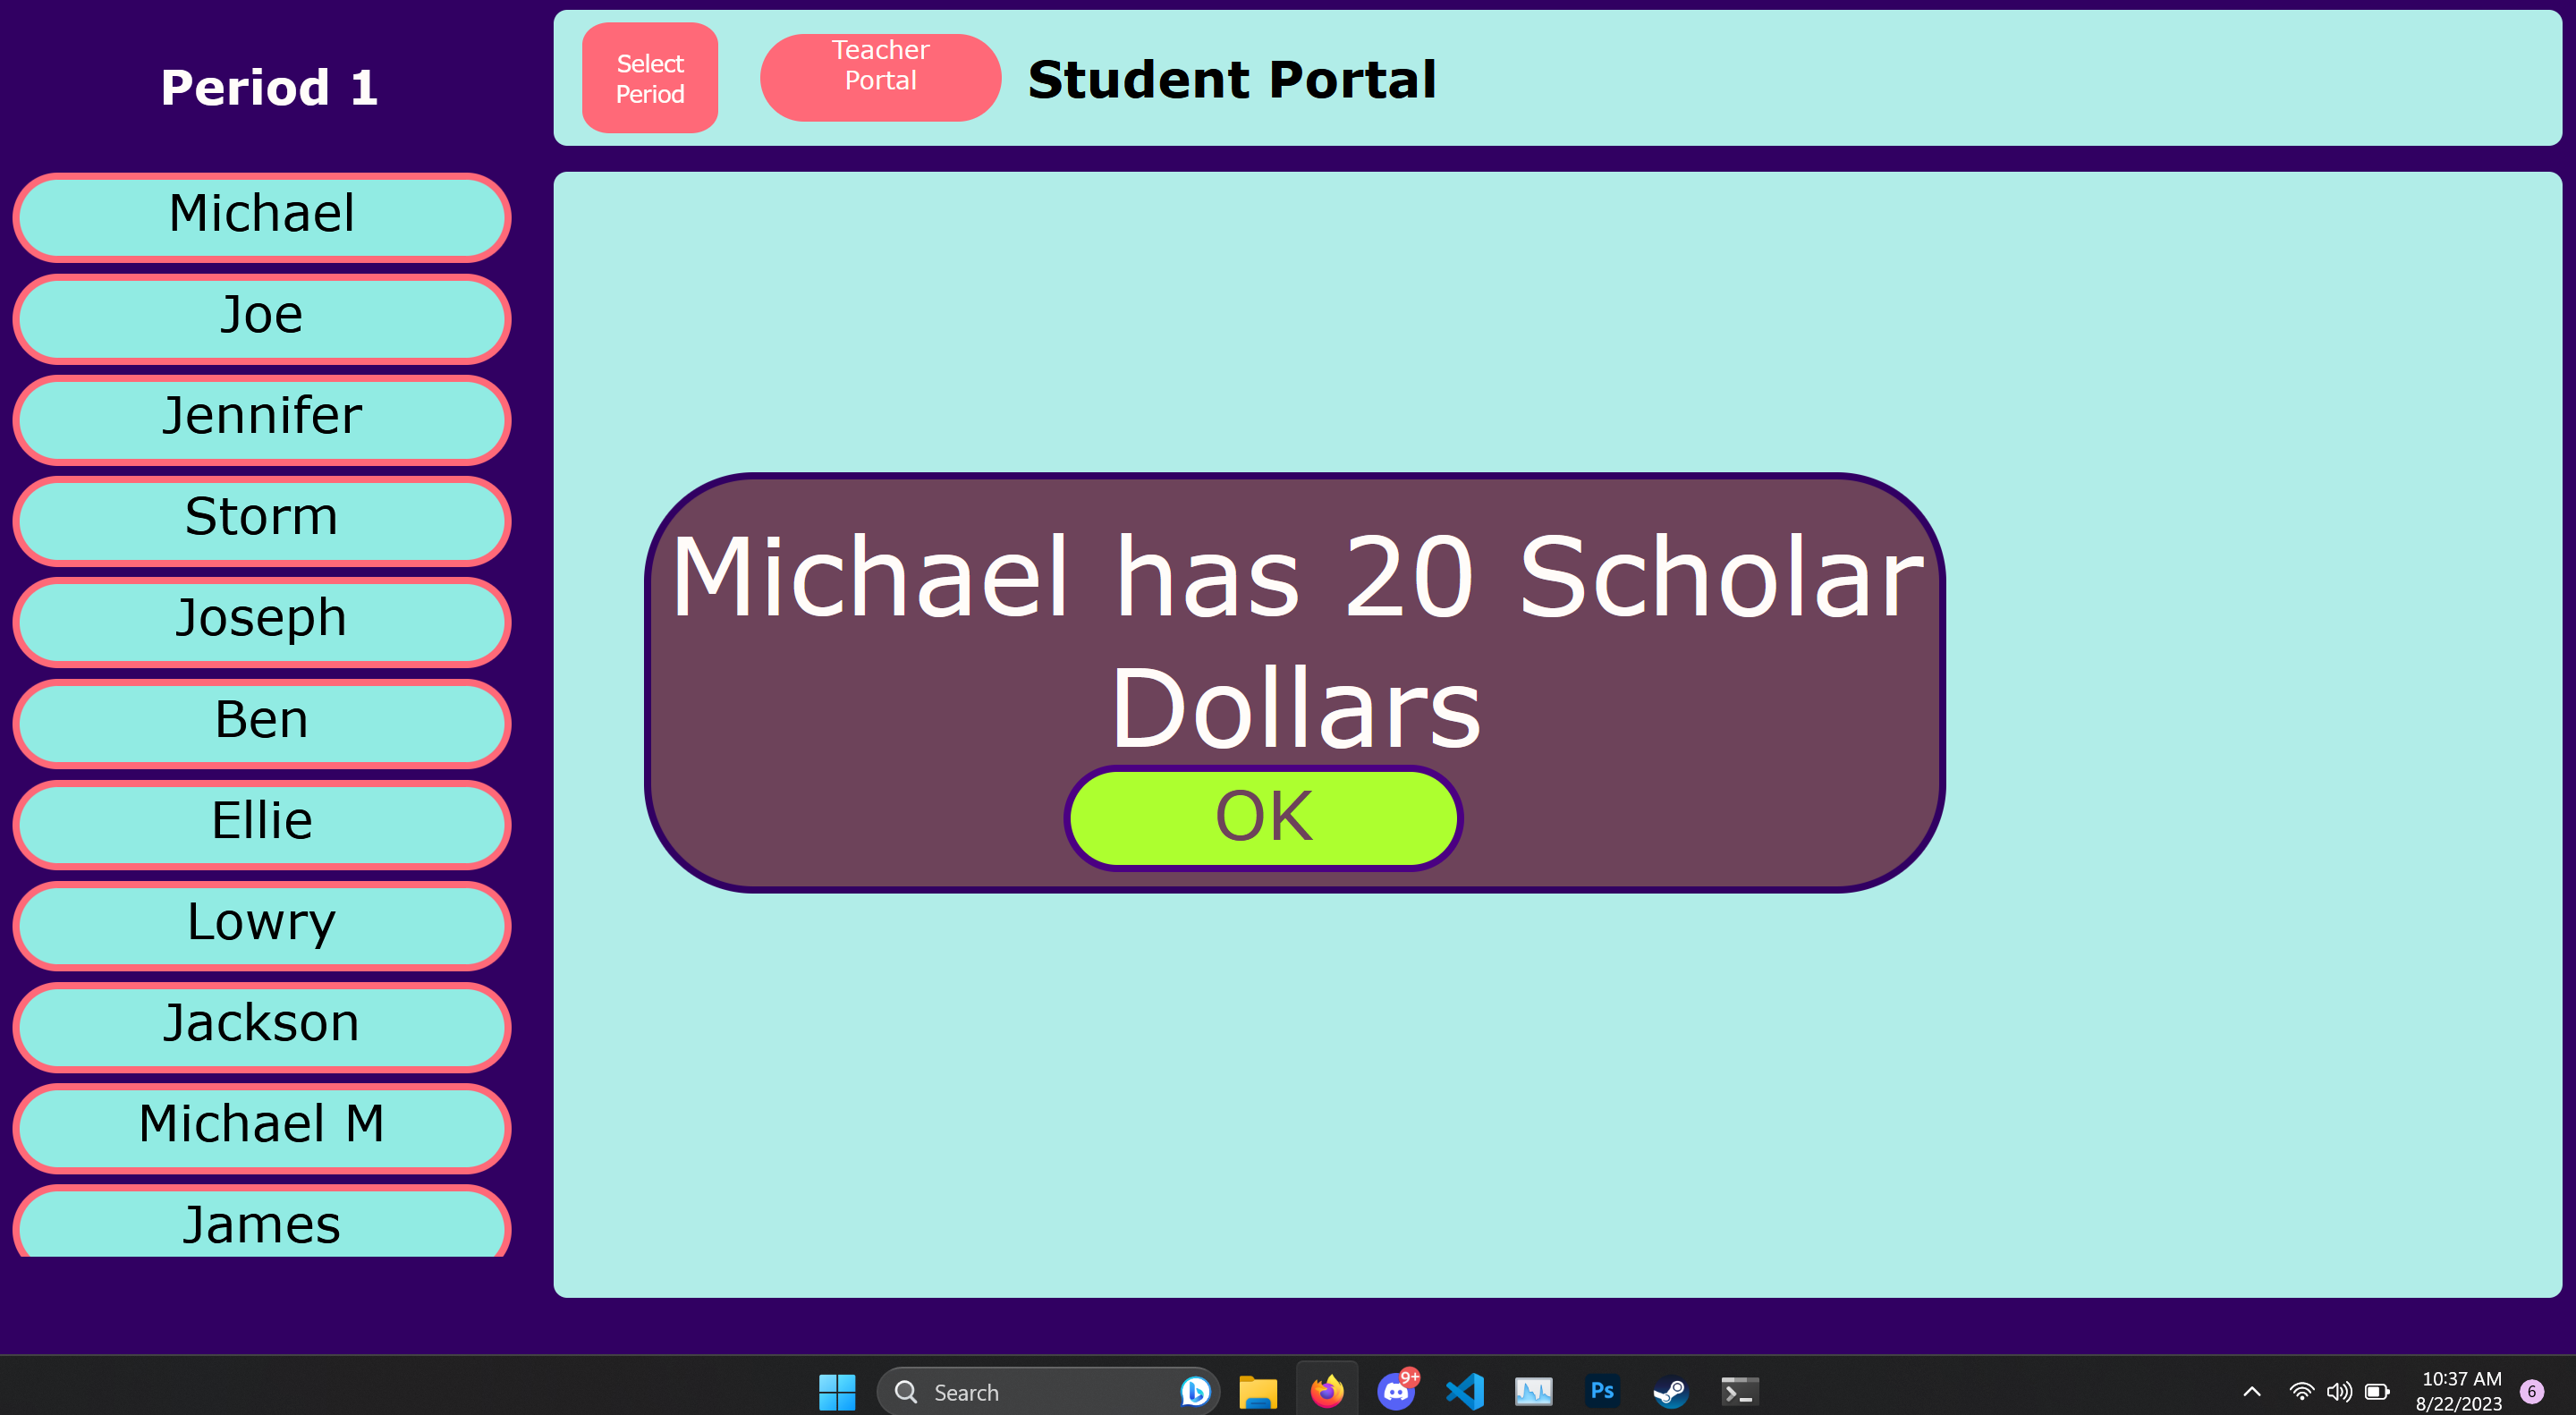 Period 1
Select
Period
Teacher
Portal
Student Portal
Michael
Joe
Jennifer
Storm
Joseph
Ben
Ellie
Lowry
Jackson
Michael M
James
Michael has 20 Scholar
Dollars
OK
Search
9+
Ps
10:37 AM
8/22/2023
6